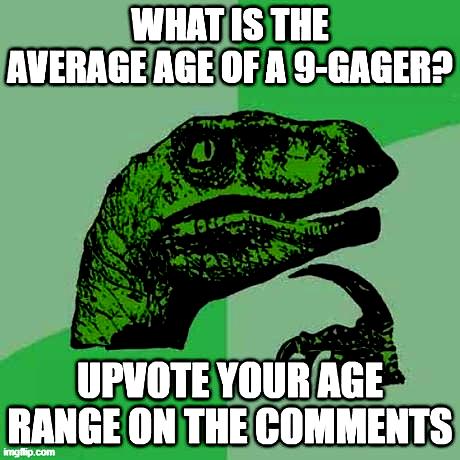 WHAT IS THE
AVERAGE AGE OF A 9-GAGER?
UPVOTE YOUR AGE
RANGE ON THE COMMENTS
imgflip.com